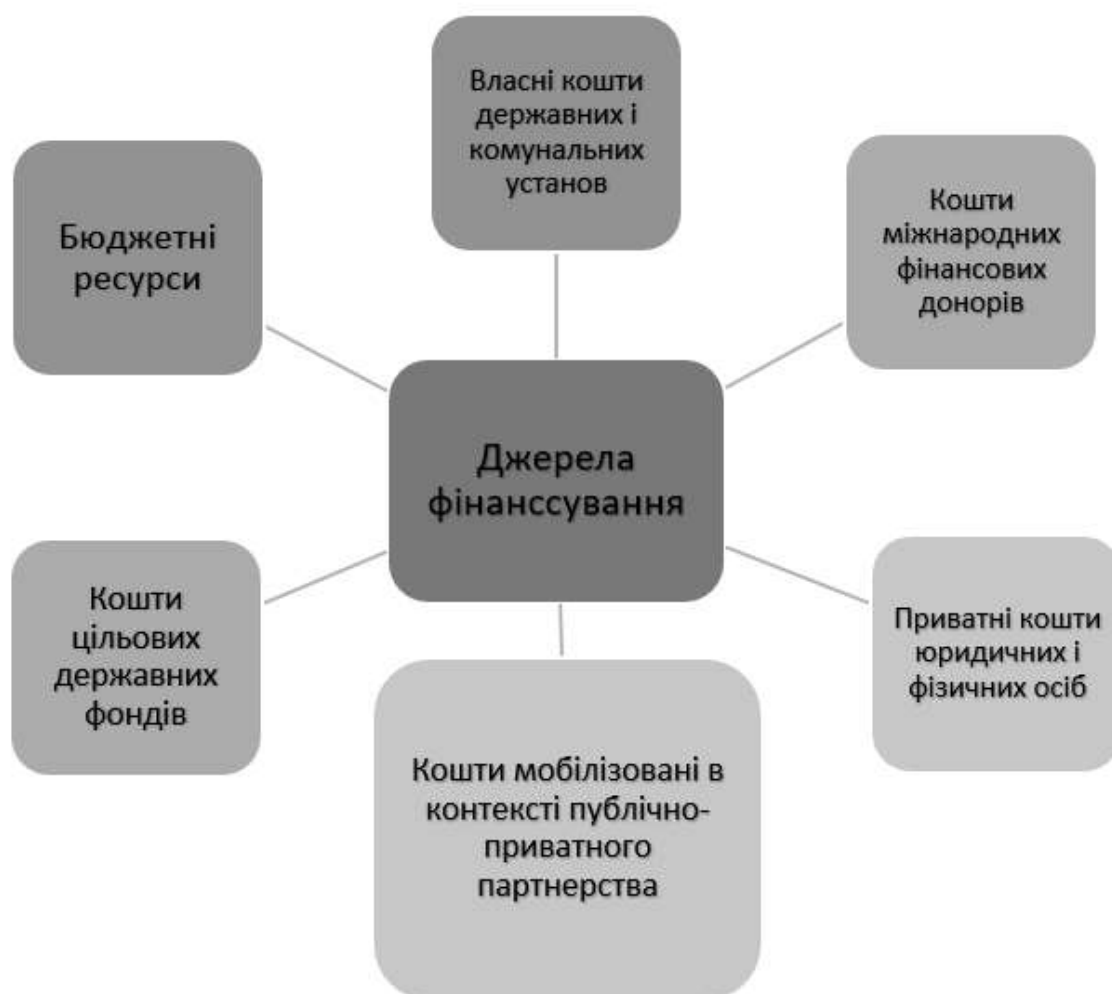 Власні кошти
державних і
комунальних
установ
Бюджетні
ресурси
Кошти
міжнародних
фінансових
донорів
Джерела
фінанссування
Кошти
цільових
державних
фондів
Приватні кошти
юридичних і
фізичних осіб
Кошти мобілізовані в
контексті публічно-
приватного
партнерства